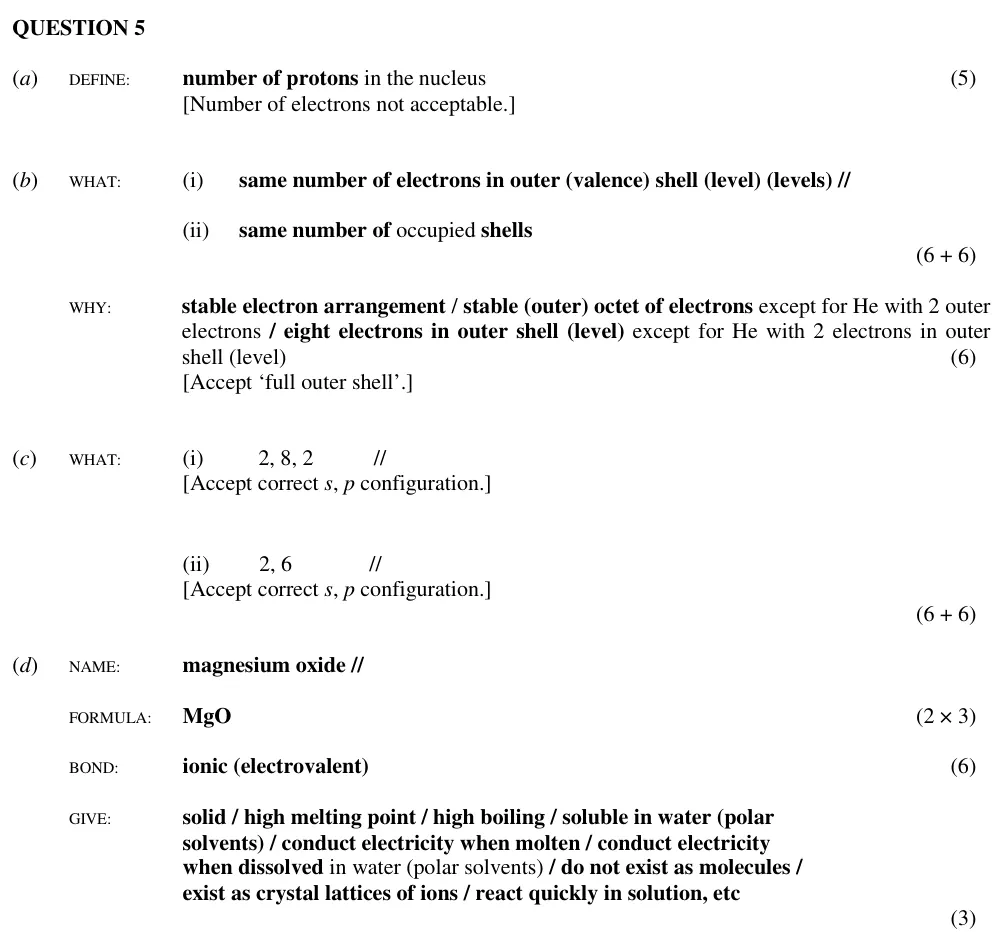 QUESTION 5
(a) DEFINE: number of protons in the nucleus (5)
[Number of electrons not acceptable.]
(b) WHAT: (i) same number of electrons in outer (valence) shell (level) (levels) //
(ii) same number of occupied shells
(6 + 6)
WHY: stable electron arrangement / stable (outer) octet of electrons except for He with 2 outer
electrons / eight electrons in outer shell (level) except for He with 2 electrons in outer
shell (level) (6)
[Accept ‘full outer shell’.]
(c) WHAT: (i) 2, 8, 2 //
[Accept correct s, p configuration.]
(ii) 2, 6 //
[Accept correct s, p configuration.]
(6 + 6)
(d) NAME: magnesium oxide //
FORMULA: MgO (2 × 3)
BOND: ionic (electrovalent) (6)
GIVE: solid / high melting point / high boiling / soluble in water (polar
solvents) / conduct electricity when molten / conduct electricity
when dissolved in water (polar solvents) / do not exist as molecules /
exist as crystal lattices of ions / react quickly in solution, etc
(3)